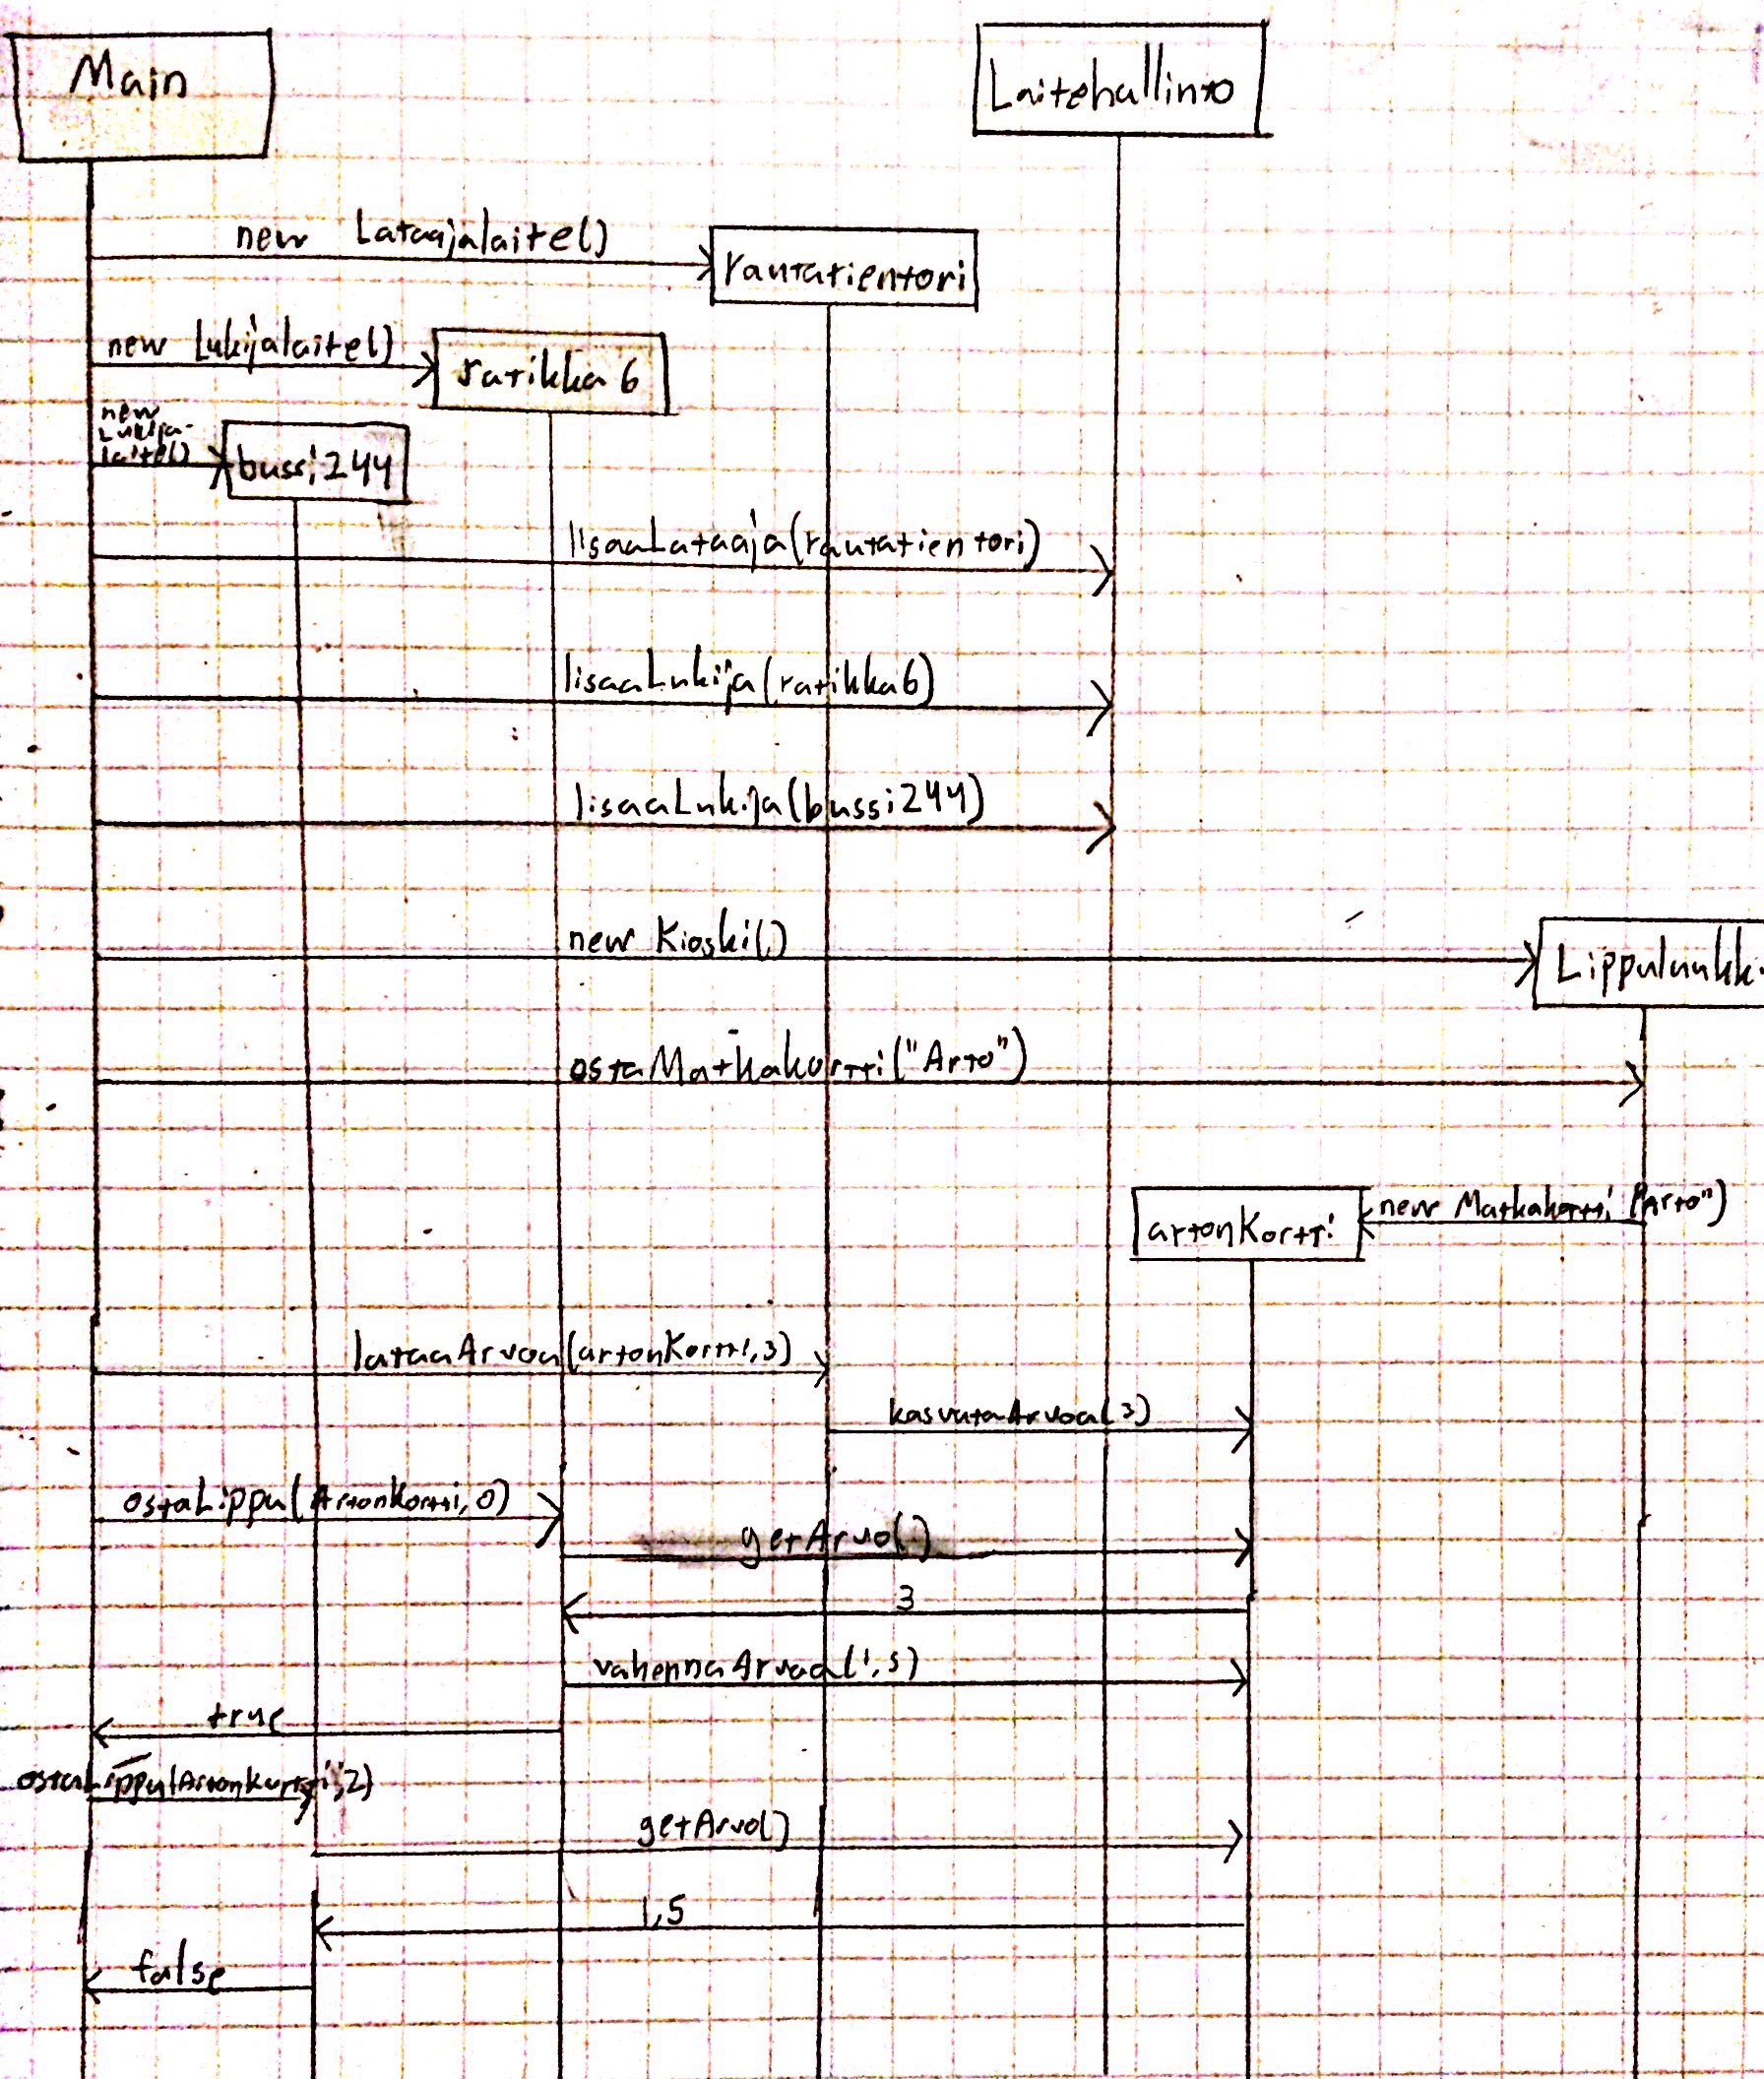 Main
Laitehallinto
new Lataajalaite()
rautatientori
new Lukijalaite()
ratikka 6
new
Lukija-
laite()
bussi244
lisaaLataaja(rautatientori)
lisaaLukija(ratikka6)
lisaaLukija(bussi244)
new Kioski()
Lippuluukk
ostaMatkakortti("Arto")
new Matkakortti("Arto")
artonKortti
lataaArvoa(artonKortti,3)
kasvataArvoa(3)
ostaLippu(Artonkortti,0)
getArvo()
3
vahennaArvoa(1,5)
true
ostaLippu(Artonkortti,2)
getArvo()
1,5
false